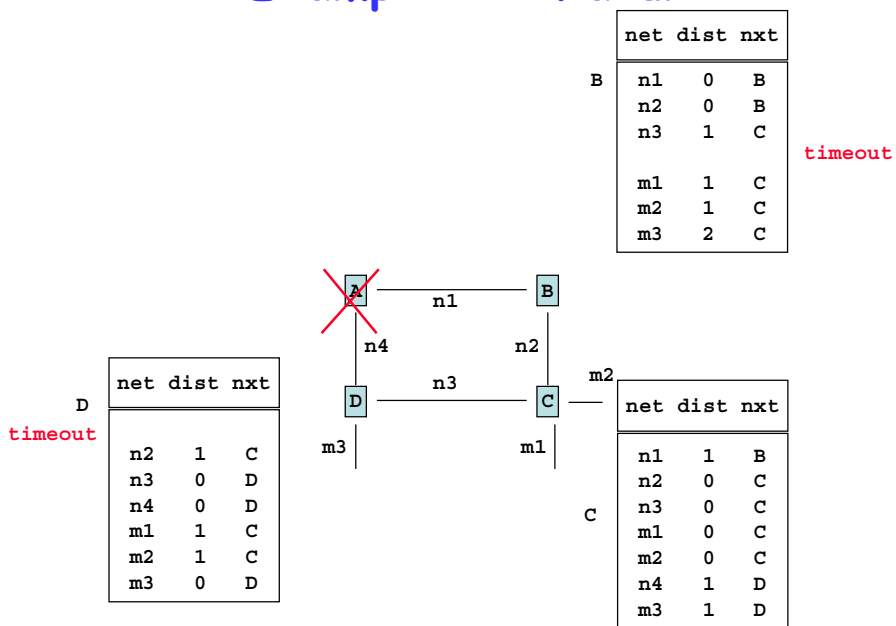 net dist nxt
B
n1 0 B
n2 0 B
n3 1 C
timeout
m1 1 C
m2 1 C
m3 2 C
A
B
n1
n4
n2
n3
m2
D
C
m3
m1
net dist nxt
D
timeout
n2 1 C
n3 0 D
n4 0 D
m1 1 C
m2 1 C
m3 0 D
net dist nxt
n1 1 B
n2 0 C
n3 0 C
C
m1 0 C
m2 0 C
n4 1 D
m3 1 D